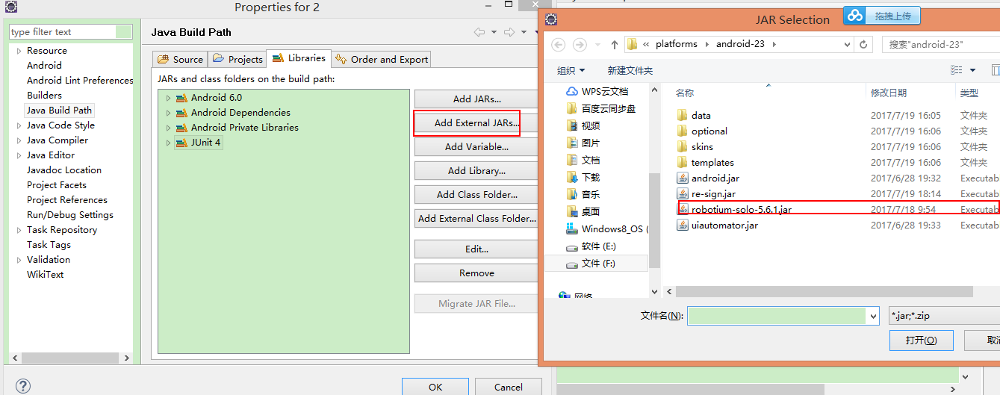 Properties for 2
type filter text
Resource
Android
Android Lint Preferences
Builders
Java Build Path
Java Code Style
Java Compiler
Java Editor
Javadoc Location
Project Facets
Project References
Run/Debug Settings
Task Repository
Task Tags
Validation
WikiText
Java Build Path
Source
Projects
Libraries
Order and Export
JARs and class folders on the build path:
Android 6.0
Android Dependencies
Android Private Libraries
JUnit 4
Add JARs...
Add External JARs...
Add Variable...
Add Library...
Add Class Folder...
Add External Class Folder...
Edit...
Remove
Migrate JAR File...
OK
Cancel
JAR Selection
拖拽上传
« platforms android-23
搜索"android-23"
组织 新建文件夹
WPS云文档
百度云同步盘
视频
图片
文档
下载
音乐
桌面
Windows8_OS (
软件 (E:)
文件 (F:)
网络
名称 修改日期 类型
data 2017/7/19 16:05 文件夹
optional 2017/7/19 16:06 文件夹
skins 2017/7/19 16:06 文件夹
templates 2017/7/19 16:06 文件夹
android.jar 2017/6/28 19:32 Executab
re-sign.jar 2017/7/19 18:14 Executab
robotium-solo-5.6.1.jar 2017/7/18 9:54 Executab
uiautomator.jar 2017/6/28 19:33 Executab
文件名(N):
*.jar;*.zip
打开(O)